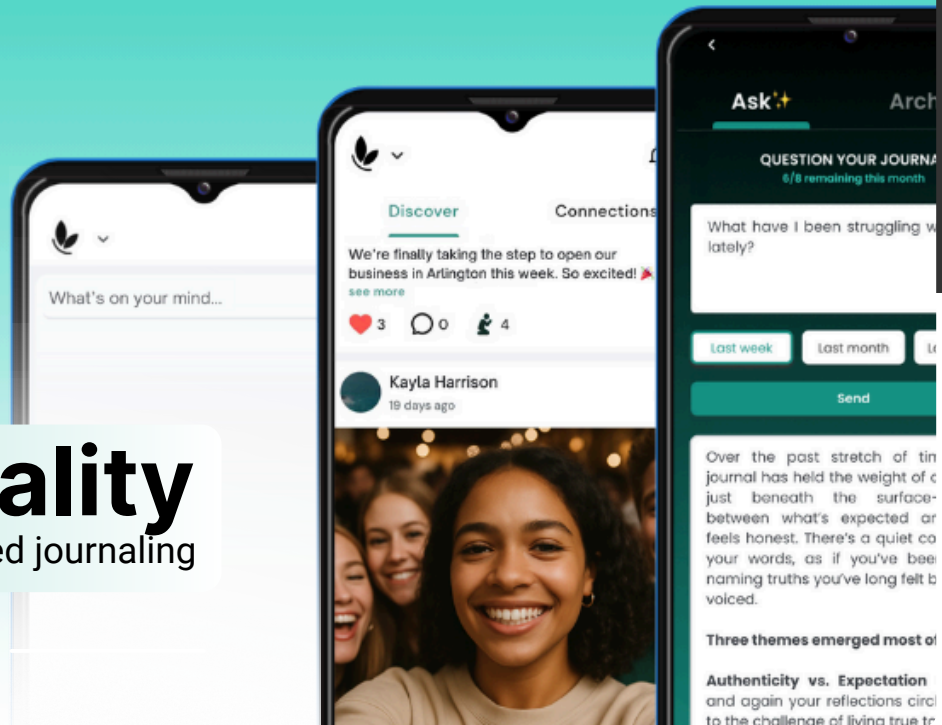 What's on your mind...
ality
ed journaling
Discover
Connections
We're finally taking the step to open our
business in Arlington this week. So excited! 🎉
see more
3
0
4
Kayla Harrison
19 days ago
Ask✨
Arch
QUESTION YOUR JOURNA
6/8 remaining this month
What have I been struggling w
lately?
Last week
Last month
Send
Over the past stretch of tim
journal has held the weight of
just beneath the surface-
between what's expected an
feels honest. There's a quiet co
your words, as if you've bee
naming truths you've long felt b
voiced.
Three themes emerged most of
Authenticity vs. Expectation
and again your reflections circl
to the challenge of living true to